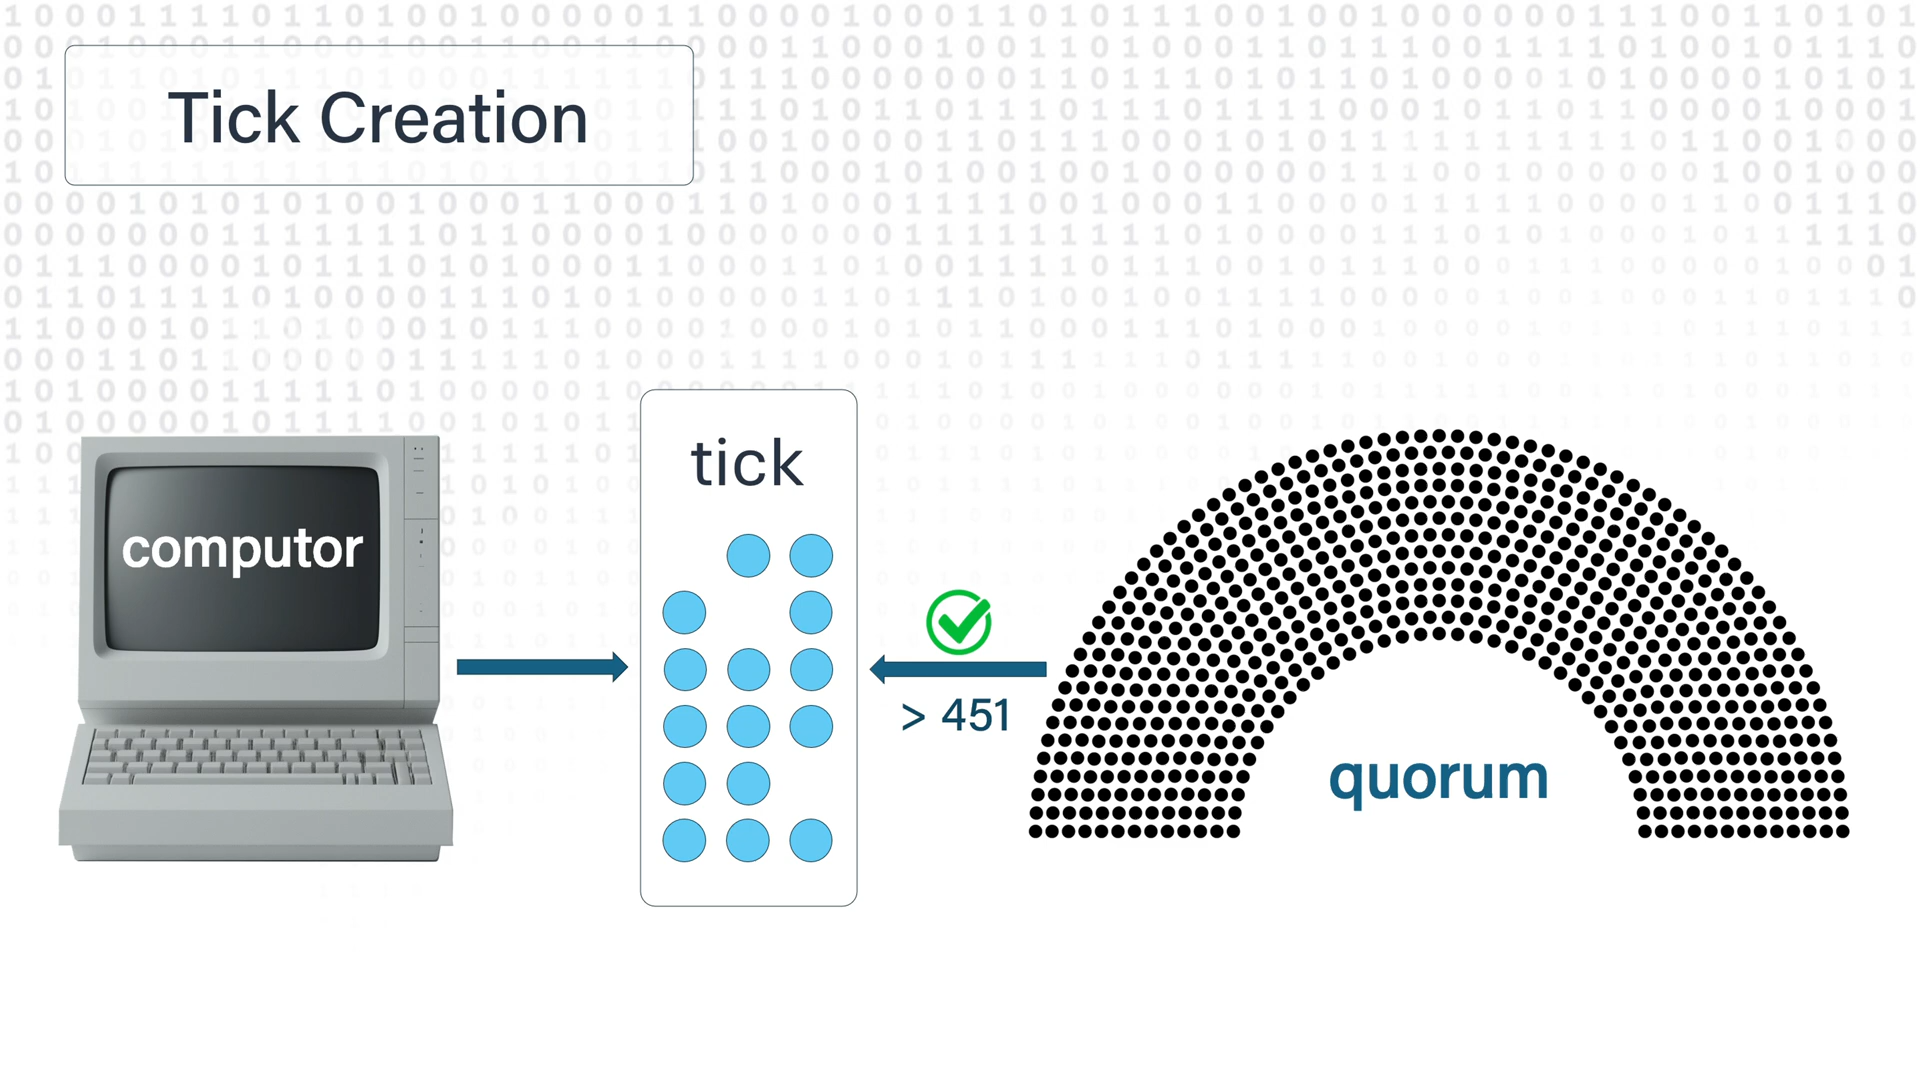 Tick Creation
computor
tick
> 451
quorum